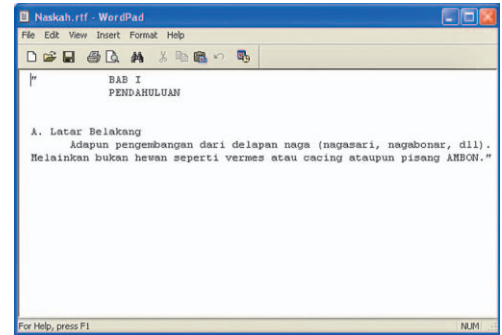 Naskah.rtf - WordPad
File Edit View Insert Format Help
" BAB I
PENDAHULUAN
A. Latar Belakang
Adapun pengembangan dari delapan naga (nagasari, nagabonar, dll).
Melainkan bukan hewan seperti vermes atau cacing ataupun pisang AMBON."
For Help, press F1 NUM